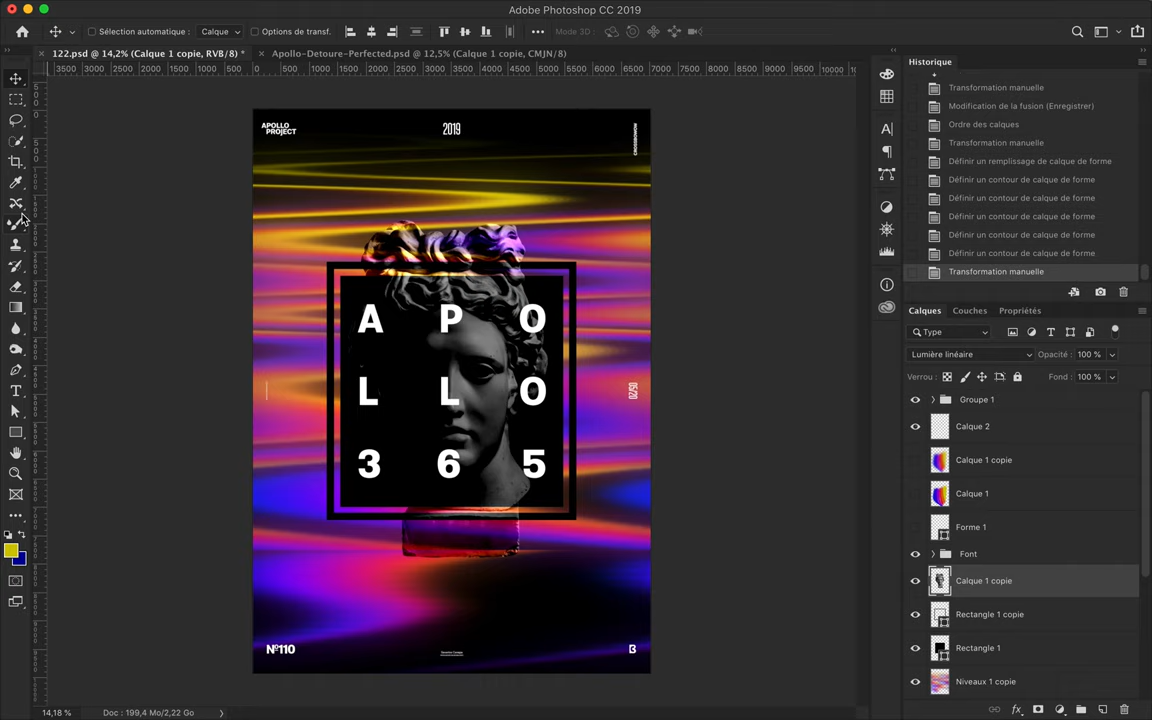 Adobe Photoshop CC 2019
Sélection automatique :
Calque
Options de transf.
Mode 3D :
122.psd @ 14,2% (Calque 1 copie, RVB/8) *
Apollo-Detoure-Perfected.psd @ 12,5% (Calque 1 copie, CMJN/8)
3500 3000 2500 2000 1500 1000 500 0 500 1000 1500 2000 2500 3000 3500 4000 4500 5000 5500 6000 6500 7000 7500 8000 8500 9000 9500 10000
APOLLO
PROJECT
2019
CROSSBOWOW
A P O
L L O
3 6 5
05/20
Nº110
Historique
Transformation manuelle
Modification de la fusion (Enregistrer)
Ordre des calques
Transformation manuelle
Définir un remplissage de calque de forme
Définir un contour de calque de forme
Définir un contour de calque de forme
Définir un contour de calque de forme
Définir un contour de calque de forme
Définir un contour de calque de forme
Transformation manuelle
Calques
Couches
Propriétés
Type
Lumière linéaire
Opacité : 100 %
Verrou :
Fond : 100 %
Groupe 1
Calque 2
Calque 1 copie
Calque 1
Forme 1
Font
Calque 1 copie
Rectangle 1 copie
Rectangle 1
Niveaux 1 copie
fx
14,18 %
Doc : 199,4 Mo/2,22 Go